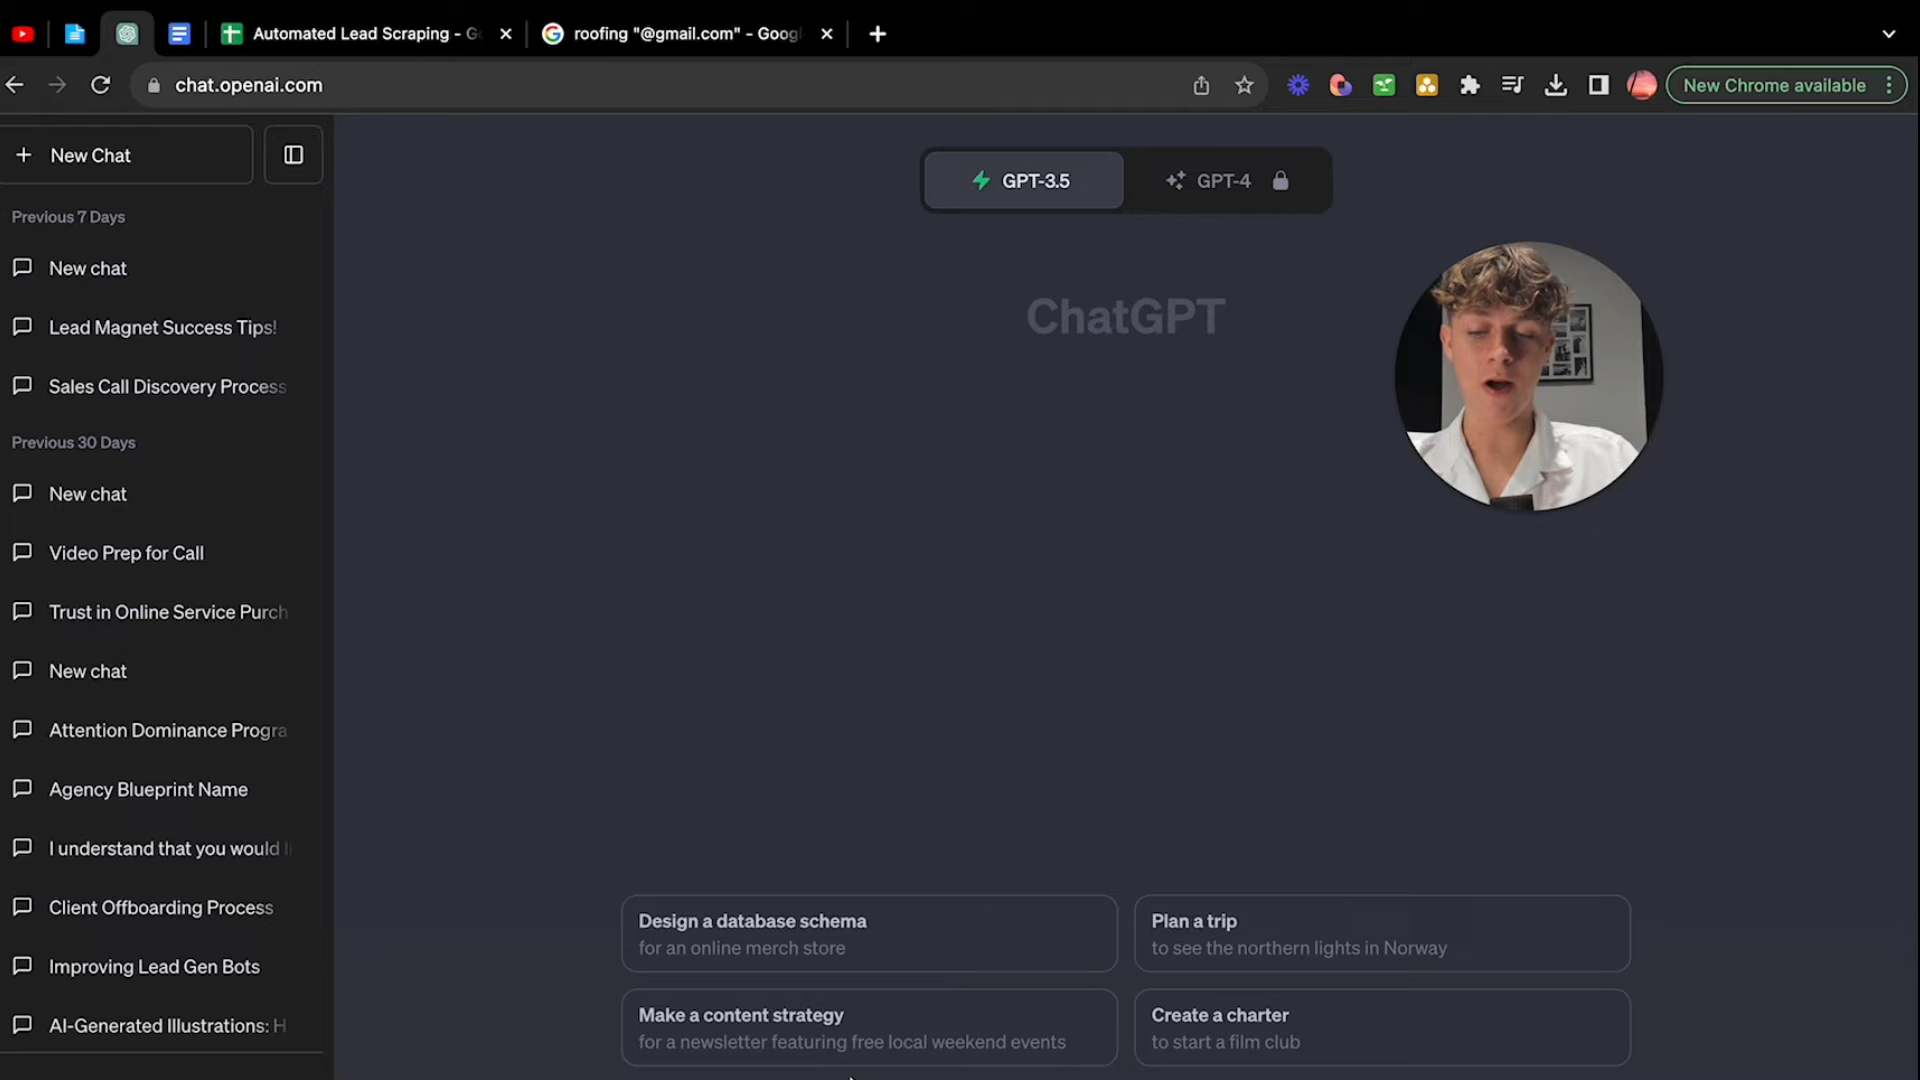 Automated Lead Scraping - G
roofing "@gmail.com" - Googl
chat.openai.com
New Chrome available
New Chat
Previous 7 Days
New chat
Lead Magnet Success Tips!
Sales Call Discovery Process
Previous 30 Days
New chat
Video Prep for Call
Trust in Online Service Purch
New chat
Attention Dominance Progra
Agency Blueprint Name
I understand that you would l
Client Offboarding Process
Improving Lead Gen Bots
AI-Generated Illustrations: H
GPT-3.5
GPT-4
ChatGPT
Design a database schema
for an online merch store
Plan a trip
to see the northern lights in Norway
Make a content strategy
for a newsletter featuring free local weekend events
Create a charter
to start a film club